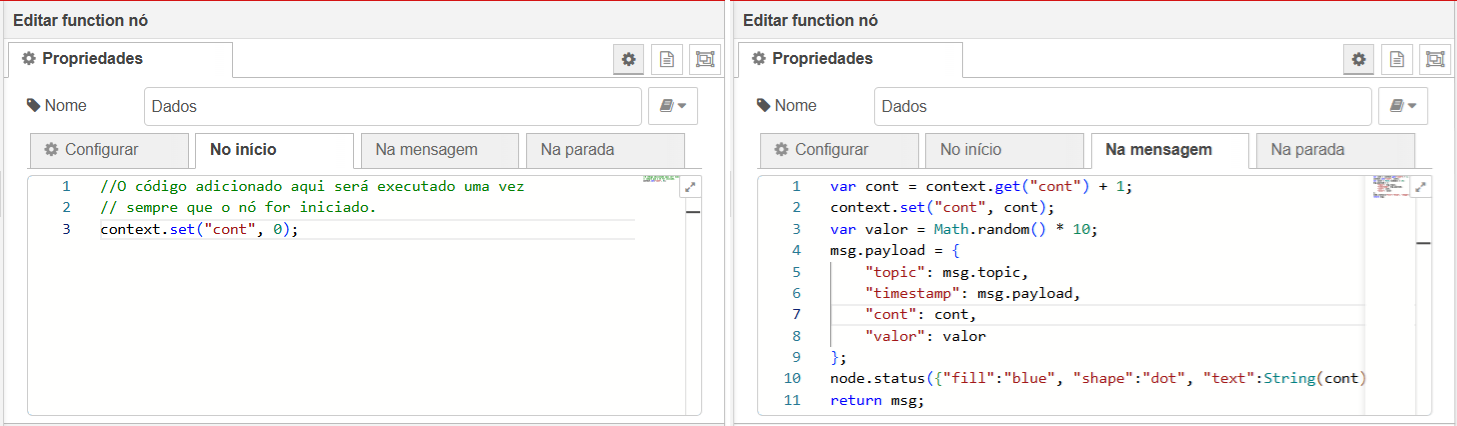 Editar function nó
Propriedades
Nome
Dados
Configurar
No início
Na mensagem
Na parada
1 //O código adicionado aqui será executado uma vez
2 // sempre que o nó for iniciado.
3 context.set("cont", 0);
Editar function nó
Propriedades
Nome
Dados
Configurar
No início
Na mensagem
Na parada
1 var cont = context.get("cont") + 1;
2 context.set("cont", cont);
3 var valor = Math.random() * 10;
4 msg.payload = {
5 "topic": msg.topic,
6 "timestamp": msg.payload,
7 "cont": cont,
8 "valor": valor
9 };
10 node.status({"fill":"blue", "shape":"dot", "text":String(cont)
11 return msg;